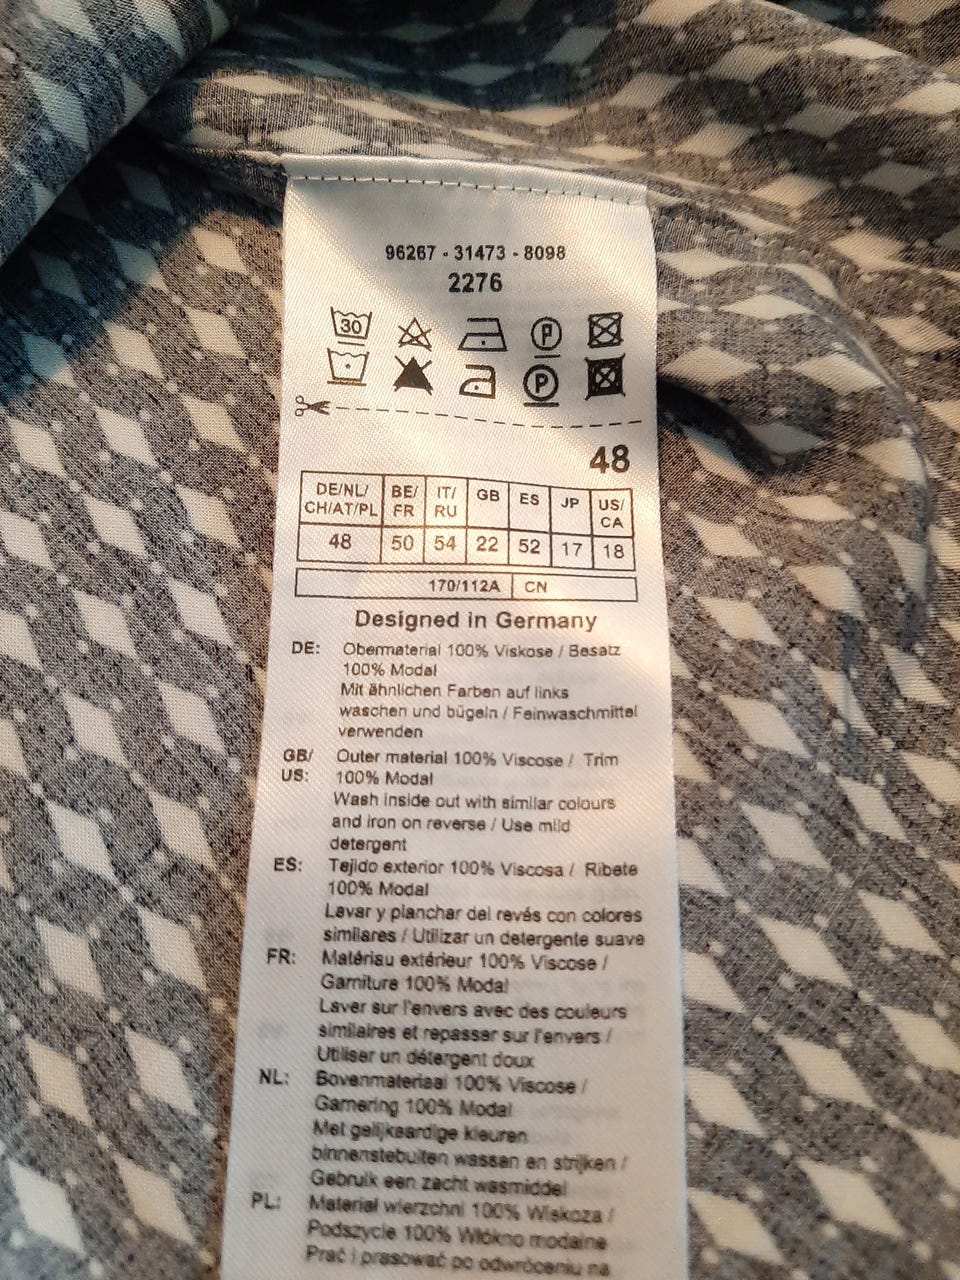 96267 - 31473 - 8098
2276
30 P
P
48
DE/NL/ CH/AT/PL BE/ FR IT/ RU GB ES JP US/ CA
48 50 54 22 52 17 18
170/112A CN
Designed in Germany
DE: Obermaterial 100% Viskose / Besatz
100% Modal
Mit ähnlichen Farben auf links
waschen und bügeln / Feinwaschmittel
verwenden
GB/ Outer material 100% Viscose / Trim
US: 100% Modal
Wash inside out with similar colours
and iron on reverse / Use mild
detergent
ES: Tejido exterior 100% Viscosa / Ribete
100% Modal
Lavar y planchar del revés con colores
similares / Utilizar un detergente suave
FR: Matériau extérieur 100% Viscose /
Garniture 100% Modal
Laver sur l'envers avec des couleurs
similaires et repasser sur l'envers /
Utiliser un détergent doux
NL: Bovenmateriaal 100% Viscose /
Garnering 100% Modal
Met gelijkaardige kleuren
binnenstebuiten wassen en strijken /
Gebruik een zacht wasmiddel
PL: Materiał wierzchni 100% Wiskoza /
Podszycie 100% Włókno modalne
Prać i prasować po odwróceniu na